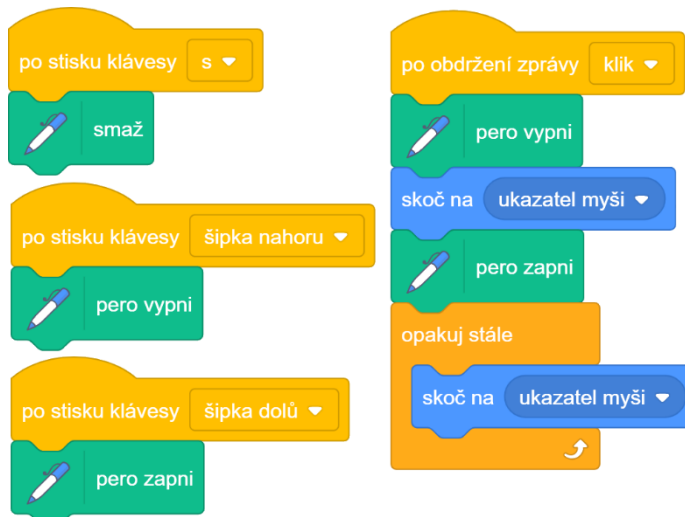 po stisku klávesy s
smaž
po stisku klávesy šipka nahoru
pero vypni
po stisku klávesy šipka dolů
pero zapni
po obdržení zprávy klik
pero vypni
skoč na ukazatel myši
pero zapni
opakuj stále
skoč na ukazatel myši